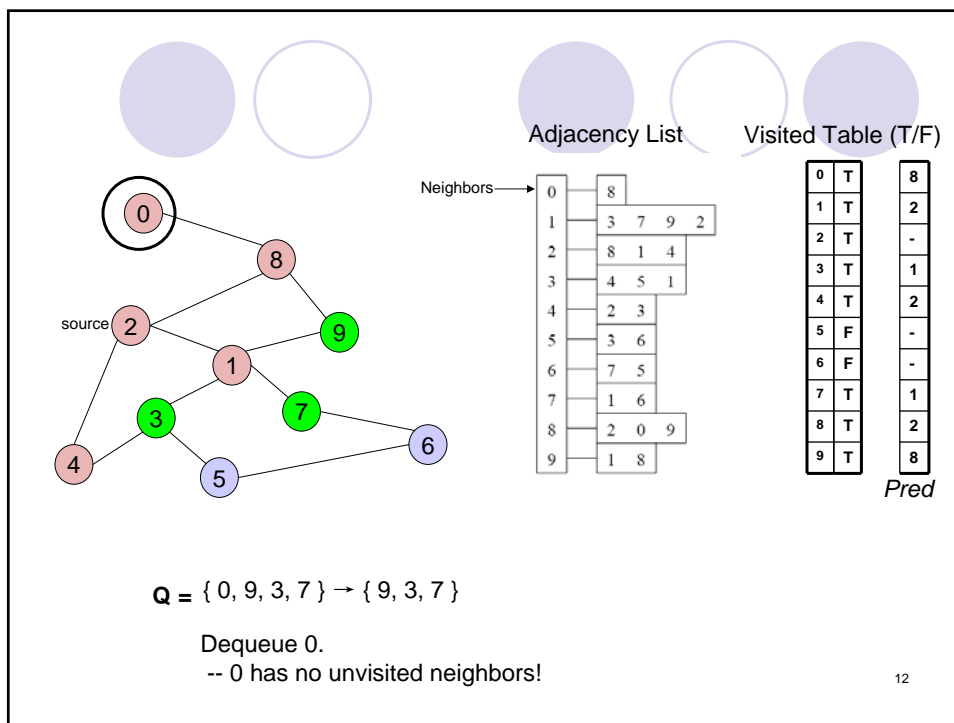 Adjacency List
Visited Table (T/F)
Neighbors
0 8
1 3 7 9 2
2 8 1 4
3 4 5 1
4 2 3
5 3 6
6 7 5
7 1 6
8 2 0 9
9 1 8
0 T 8
1 T 2
2 T -
3 T 1
4 T 2
5 F -
6 F -
7 T 1
8 T 2
9 T 8
Pred
0
8
source 2
9
1
3
7
6
4
5
Q = { 0, 9, 3, 7 } → { 9, 3, 7 }
Dequeue 0.
-- 0 has no unvisited neighbors!
12